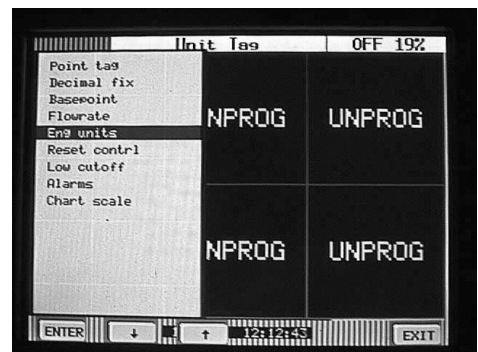 Unit Tag OFF 19%
Point tag
Decimal fix
Basepoint
Flowrate
Eng units
Reset contrl
Low cutoff
Alarms
Chart scale
NPROG UNPROG
NPROG UNPROG
ENTER ↓ ↑ 12:12:43 EXIT